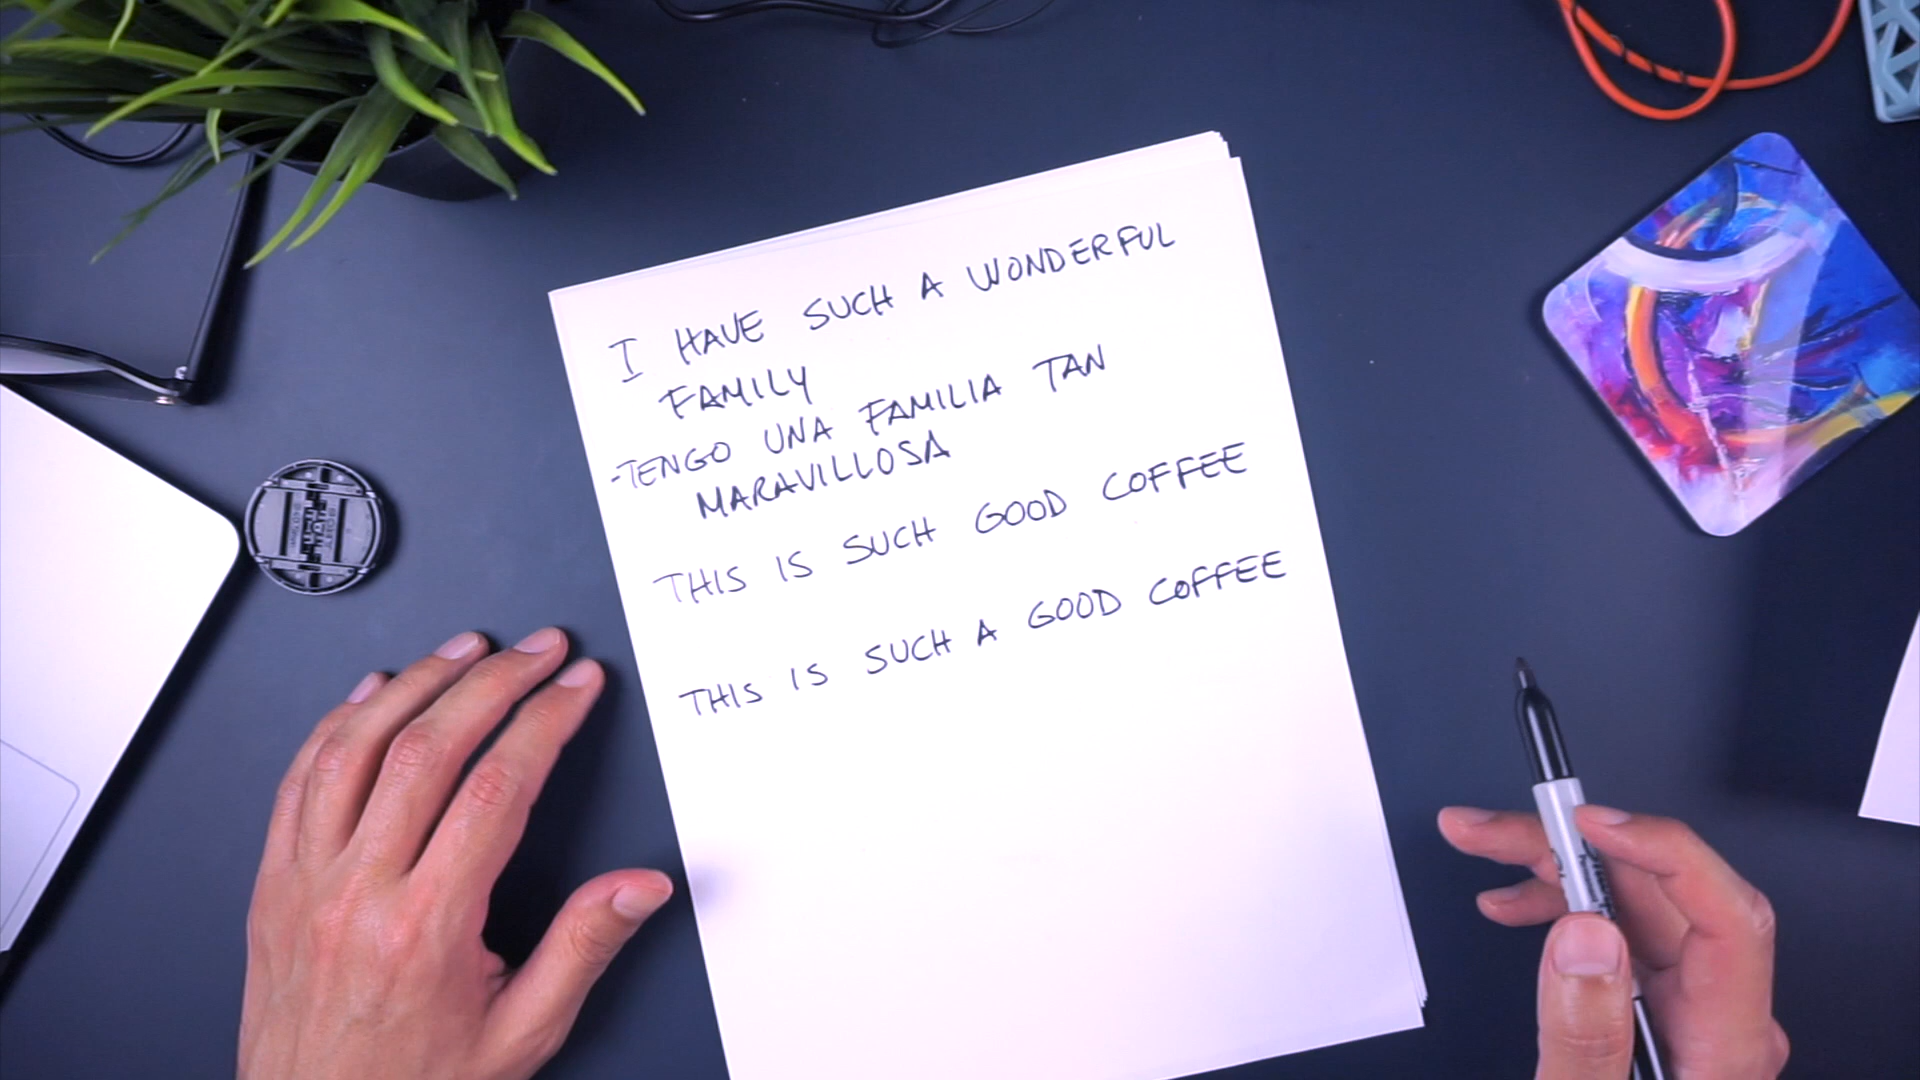 I HAVE SUCH A WONDERFUL
FAMILY
-TENGO UNA FAMILIA TAN
MARAVILLOSA
THIS IS SUCH GOOD COFFEE
THIS IS SUCH A GOOD COFFEE